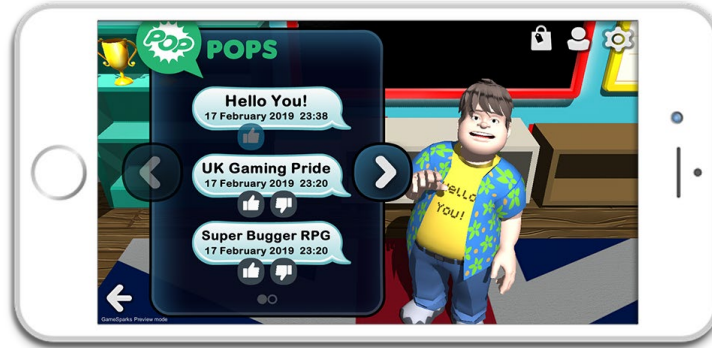 POP
POPS
Hello You!
17 February 2019 23:38
UK Gaming Pride
17 February 2019 23:20
Super Bugger RPG
17 February 2019 23:20
Hello
You!
GameSparks Preview mode